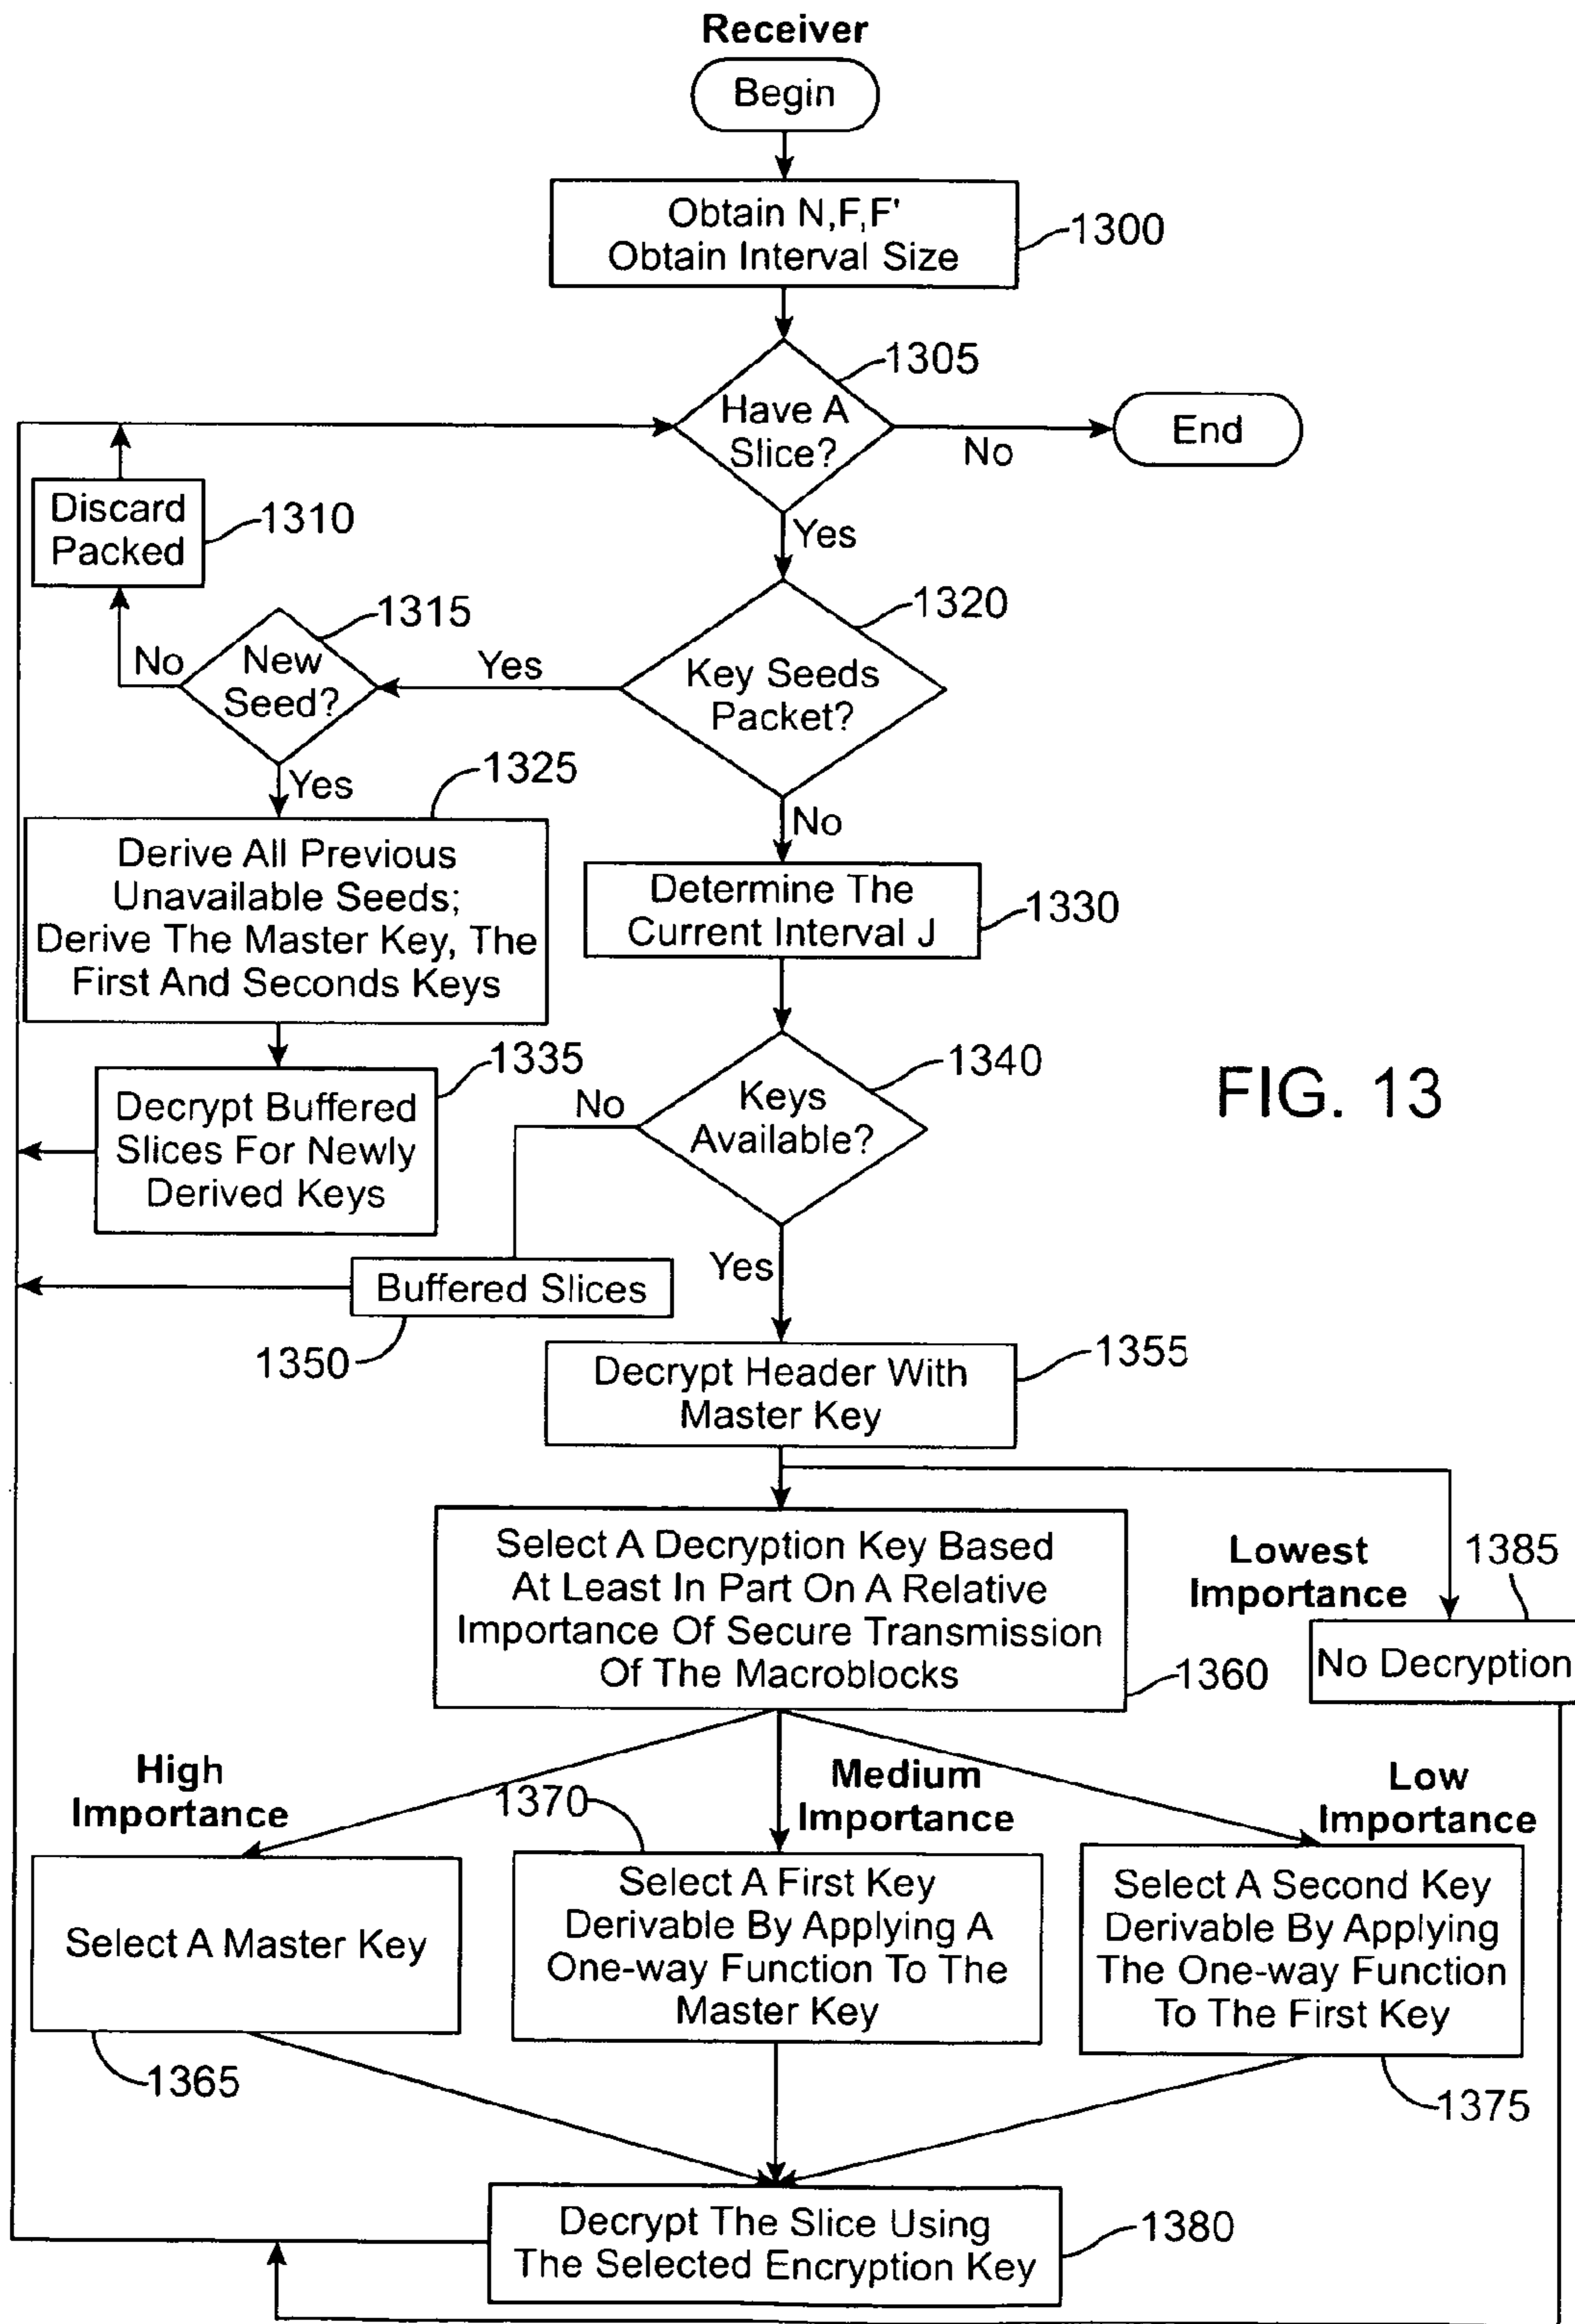 Receiver
Begin
Obtain N,F,F'
Obtain Interval Size
1300
1305
Have A
Slice?
No
End
Yes
Discard
Packed
1310
1320
Key Seeds
Packet?
Yes
1315
New
Seed?
No
Yes
1325
Derive All Previous
Unavailable Seeds;
Derive The Master Key, The
First And Seconds Keys
No
Determine The
Current Interval J
1330
1335
Decrypt Buffered
Slices For Newly
Derived Keys
1340
Keys
Available?
No
FIG. 13
Buffered Slices
1350
Yes
Decrypt Header With
Master Key
1355
Select A Decryption Key Based
At Least In Part On A Relative
Importance Of Secure Transmission
Of The Macroblocks
1360
Lowest
Importance
1385
No Decryption
High
Importance
1370
Medium
Importance
Low
Importance
Select A Master Key
1365
Select A First Key
Derivable By Applying A
One-way Function To The
Master Key
Select A Second Key
Derivable By Applying
The One-way Function
To The First Key
1375
Decrypt The Slice Using
The Selected Encryption Key
1380